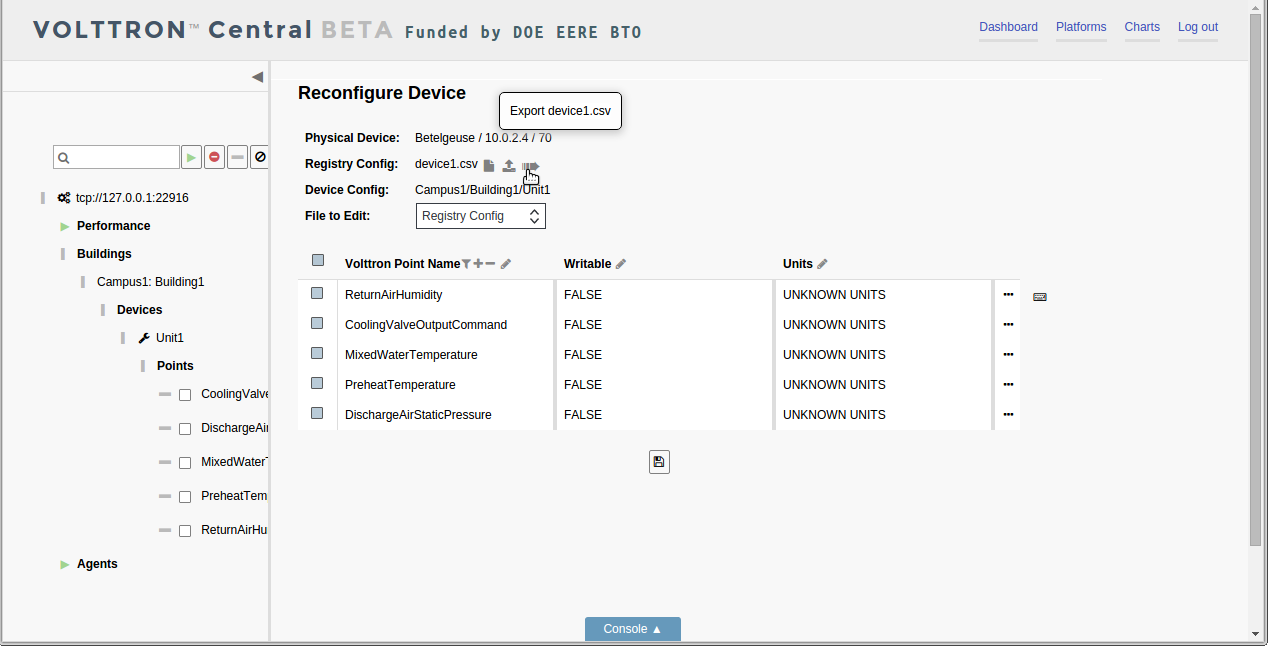 VOLTTRON™ Central BETA Funded by DOE EERE BTO
Dashboard Platforms Charts Log out
tcp://127.0.0.1:22916
Performance
Buildings
Campus1: Building1
Devices
Unit1
Points
CoolingValve
DischargeAir
MixedWaterT
PreheatTem
ReturnAirHu
Agents
Reconfigure Device
Export device1.csv
Physical Device: Betelgeuse / 10.0.2.4 / 70
Registry Config: device1.csv
Device Config: Campus1/Building1/Unit1
File to Edit: Registry Config
Volttron Point Name Writable Units
ReturnAirHumidity FALSE UNKNOWN UNITS
CoolingValveOutputCommand FALSE UNKNOWN UNITS
MixedWaterTemperature FALSE UNKNOWN UNITS
PreheatTemperature FALSE UNKNOWN UNITS
DischargeAirStaticPressure FALSE UNKNOWN UNITS
Console ▲